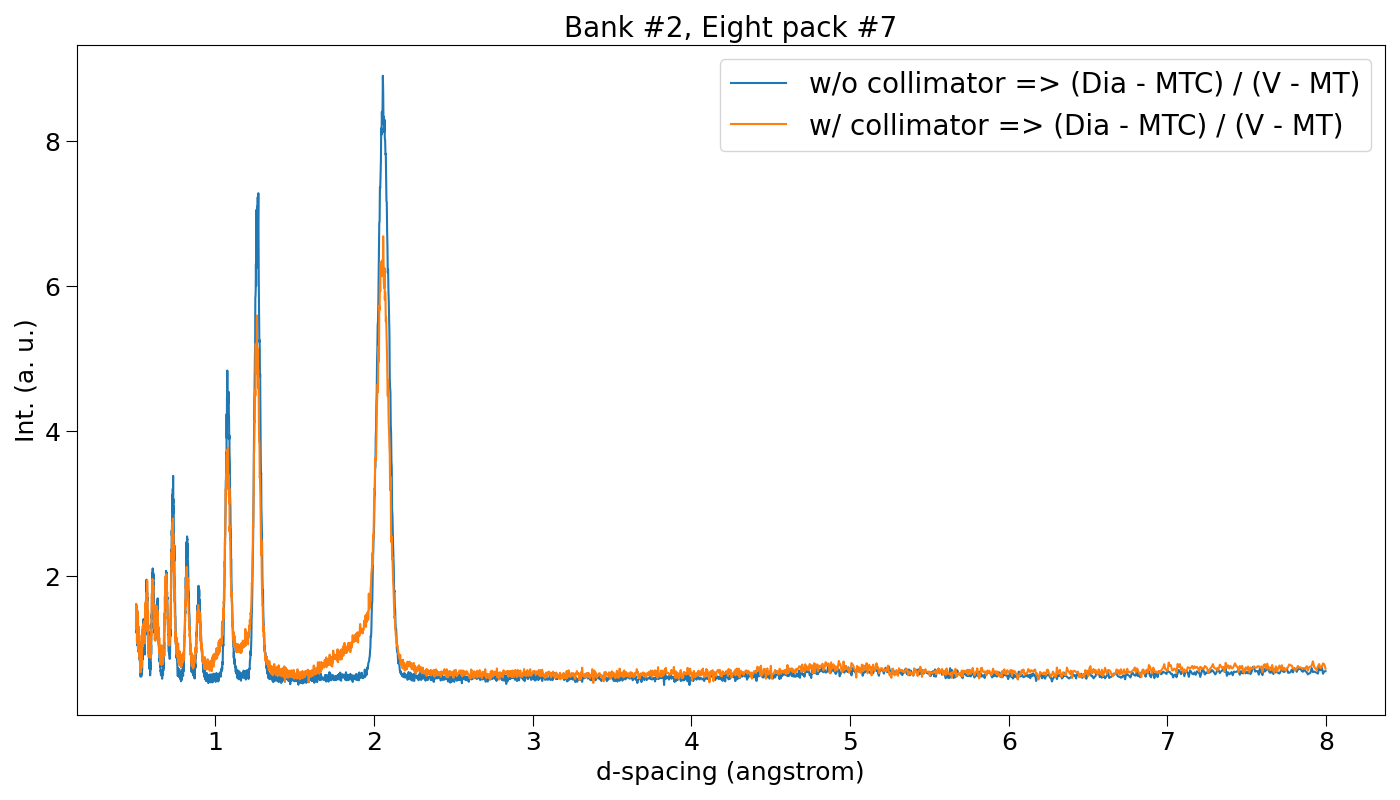 Bank #2, Eight pack #7
w/o collimator => (Dia - MTC) / (V - MT)
w/ collimator => (Dia - MTC) / (V - MT)
Int. (a. u.)
8
6
4
2
1 2 3 4 5 6 7 8
d-spacing (angstrom)